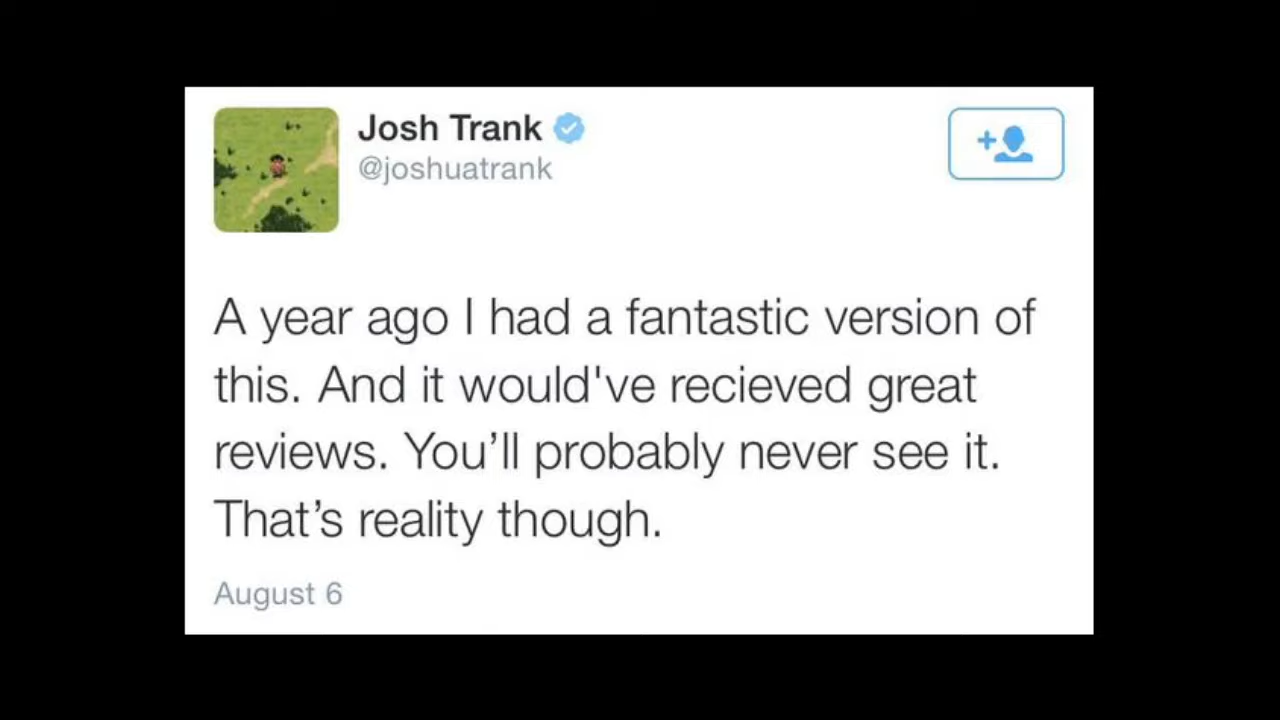 Josh Trank
@joshuatrank
A year ago I had a fantastic version of
this. And it would've recieved great
reviews. You’ll probably never see it.
That’s reality though.
August 6